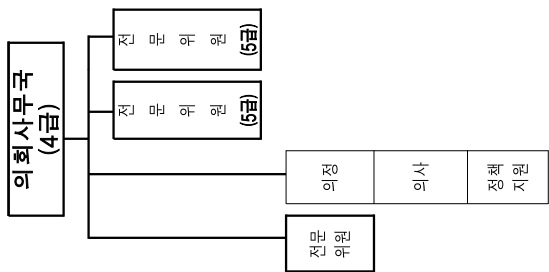 의회사무국
(4급)
전문위원
(5급)
전문위원
(5급)
의정
의사
정책
지원
전문
위원